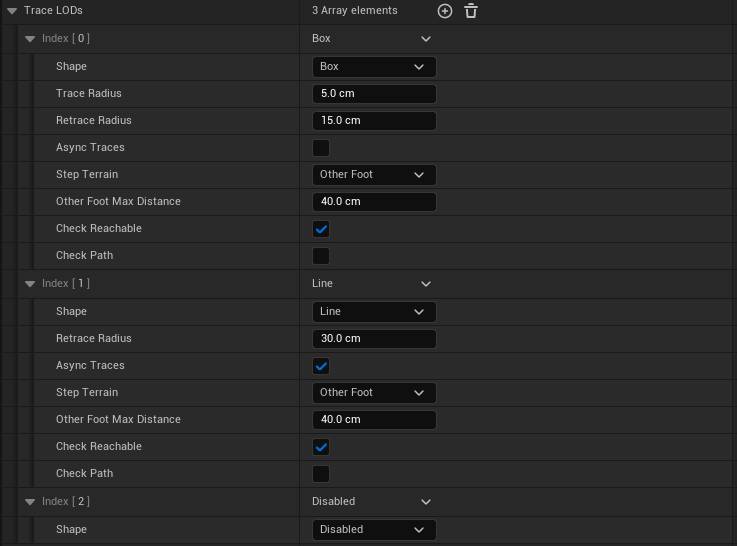 Trace LODs 3 Array elements
Index [ 0 ] Box
Shape Box
Trace Radius 5.0 cm
Retrace Radius 15.0 cm
Async Traces
Step Terrain Other Foot
Other Foot Max Distance 40.0 cm
Check Reachable
Check Path
Index [ 1 ] Line
Shape Line
Retrace Radius 30.0 cm
Async Traces
Step Terrain Other Foot
Other Foot Max Distance 40.0 cm
Check Reachable
Check Path
Index [ 2 ] Disabled
Shape Disabled